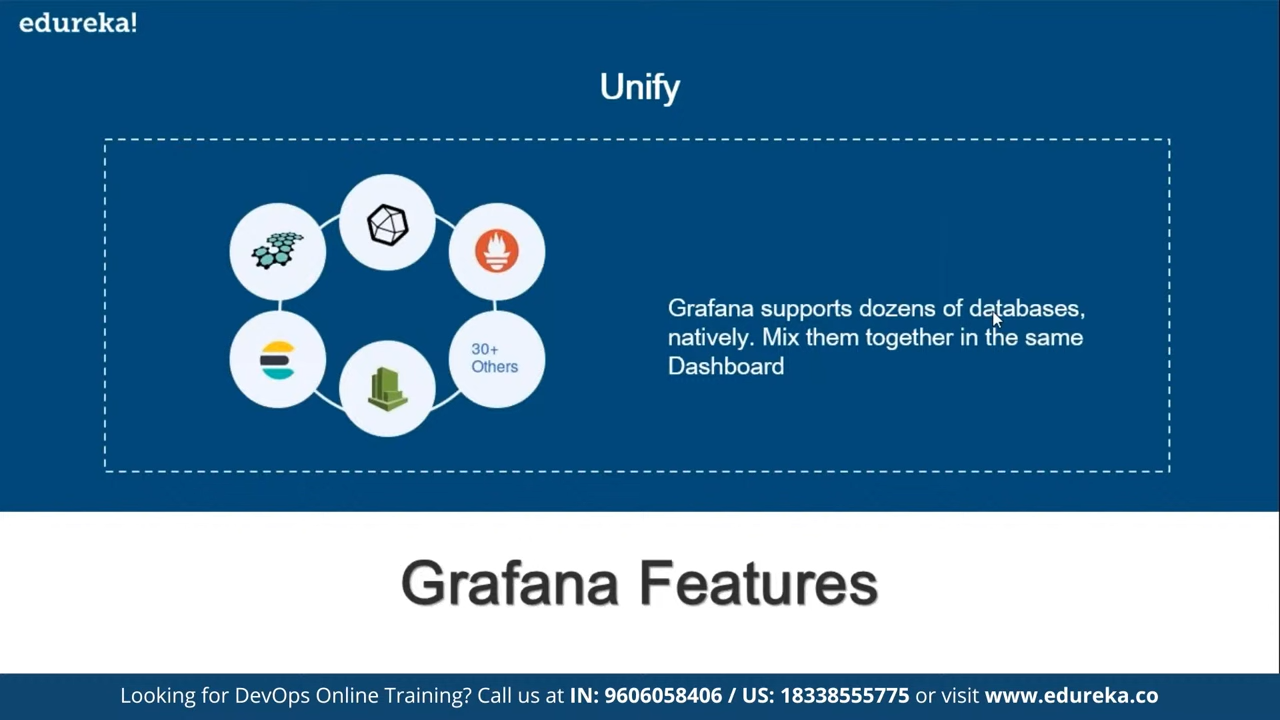 edureka!
Unify
30+
Others
Grafana supports dozens of databases,
natively. Mix them together in the same
Dashboard
Grafana Features
Looking for DevOps Online Training? Call us at IN: 9606058406 / US: 18338555775 or visit www.edureka.co